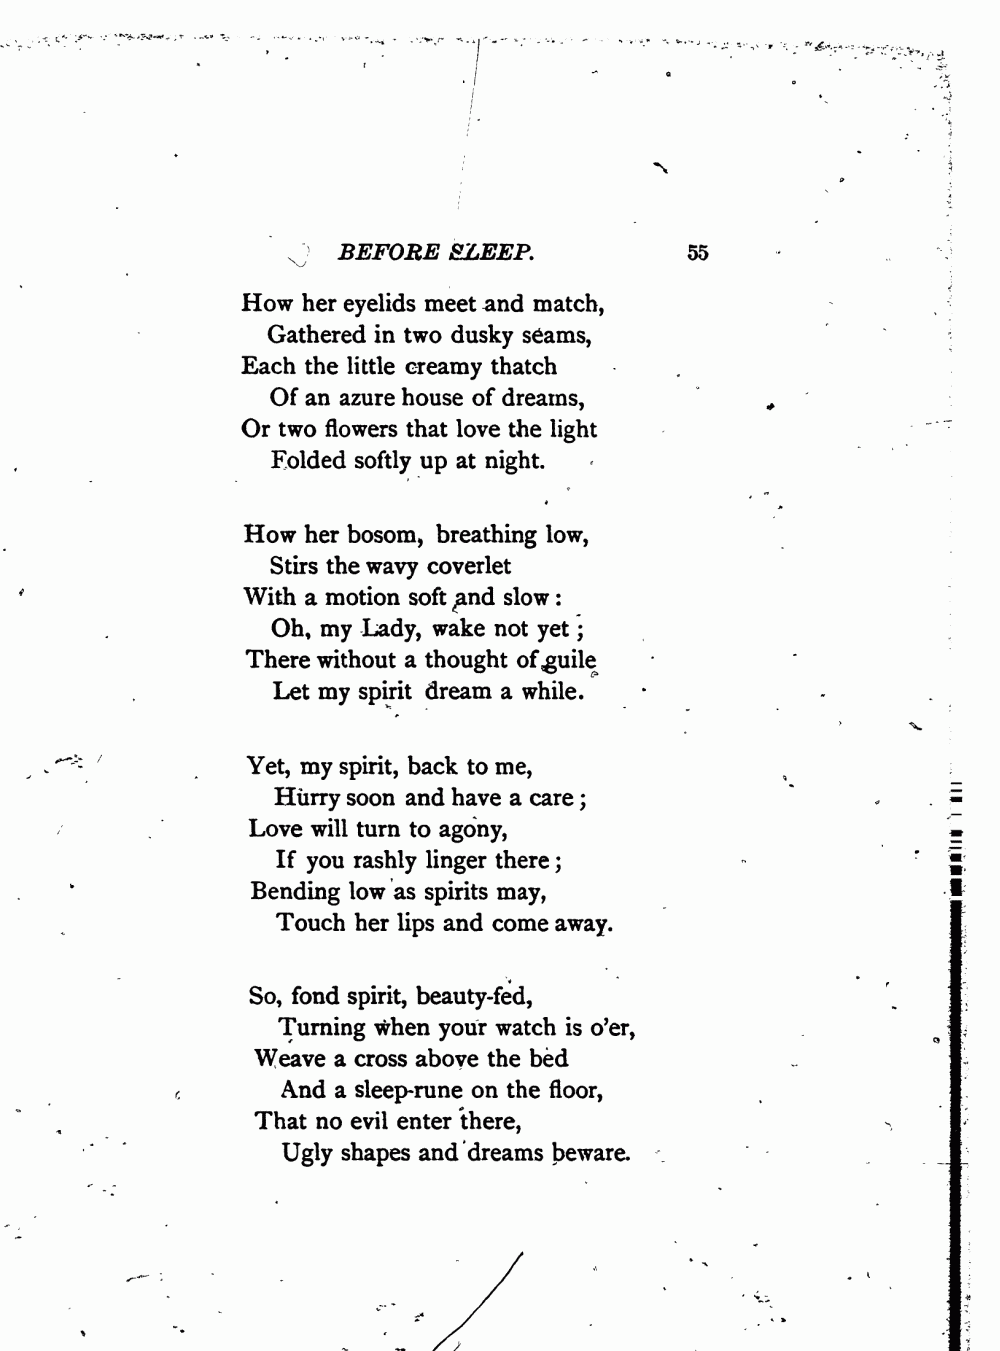 BEFORE SLEEP. 55
How her eyelids meet and match,
Gathered in two dusky seams,
Each the little creamy thatch
Of an azure house of dreams,
Or two flowers that love the light
Folded softly up at night.
How her bosom, breathing low,
Stirs the wavy coverlet
With a motion soft and slow :
Oh, my Lady, wake not yet ;
There without a thought of guile
Let my spirit dream a while.
Yet, my spirit, back to me,
Hurry soon and have a care ;
Love will turn to agony,
If you rashly linger there ;
Bending low as spirits may,
Touch her lips and come away.
So, fond spirit, beauty-fed,
Turning when your watch is o'er,
Weave a cross above the bed
And a sleep-rune on the floor,
That no evil enter there,
Ugly shapes and dreams beware.